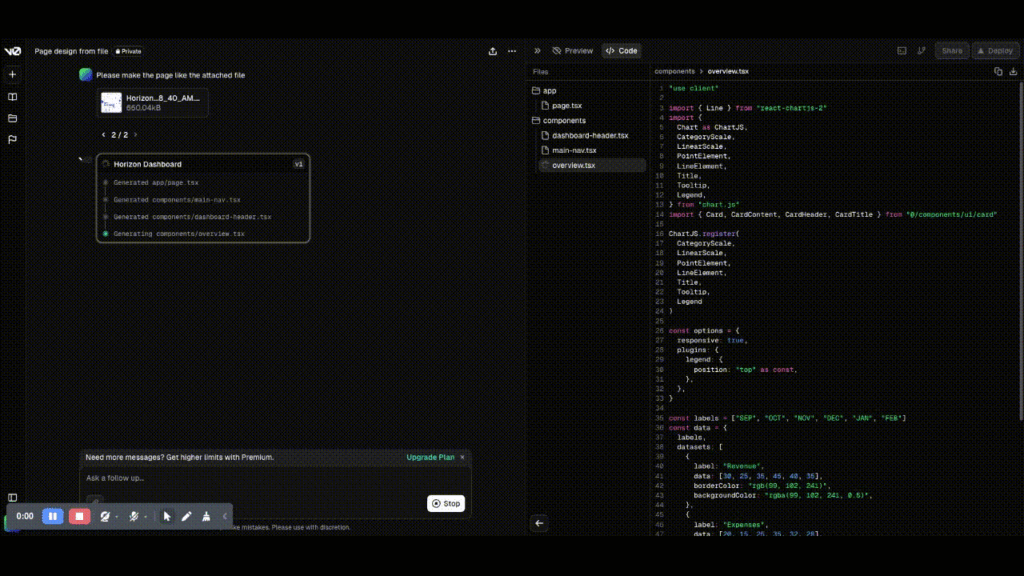 v0
Page design from file
Private
Please make the page like the attached file
Horizon...8_40_AM...
660.04kB
2/2
Horizon Dashboard
v1
Generated app/page.tsx
Generated components/main-nav.tsx
Generated components/dashboard-header.tsx
Generating components/overview.tsx
Need more messages? Get higher limits with Premium.
Upgrade Plan
Ask a follow up...
Stop
0:00
ke mistakes. Please use with discretion.
Preview
Code
Share
Deploy
Files
app
page.tsx
components
dashboard-header.tsx
main-nav.tsx
overview.tsx
components > overview.tsx
1 "use client"
2
3 import { Line } from "react-chartjs-2"
4 import {
5 Chart as ChartJS,
6 CategoryScale,
7 LinearScale,
8 PointElement,
9 LineElement,
10 Title,
11 Tooltip,
12 Legend,
13 } from "chart.js"
14 import { Card, CardContent, CardHeader, CardTitle } from "@/components/ui/card"
15
16 ChartJS.register(
17 CategoryScale,
18 LinearScale,
19 PointElement,
20 LineElement,
21 Title,
22 Tooltip,
23 Legend
24 )
25
26 const options = {
27 responsive: true,
28 plugins: {
29 legend: {
30 position: "top" as const,
31 },
32 },
33 }
34
35 const labels = ["SEP", "OCT", "NOV", "DEC", "JAN", "FEB"]
36 const data = {
37 labels,
38 datasets: [
39 {
40 label: "Revenue",
41 data: [30, 25, 35, 45, 40, 35],
42 borderColor: "rgb(99, 102, 241)",
43 backgroundColor: "rgba(99, 102, 241, 0.5)",
44 },
45 {
46 label: "Expenses",
47 data: [20, 15, 25, 35, 32, 28],